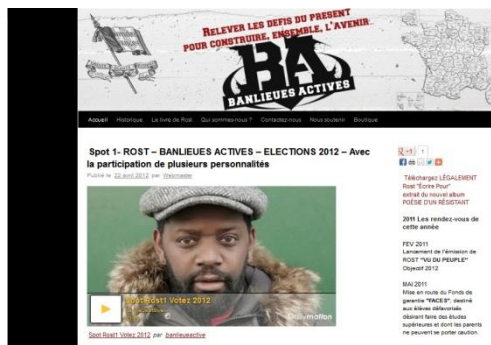 RELEVER LES DEFIS DU PRESENT
POUR CONSTRUIRE, ENSEMBLE, L'AVENIR
BA
BANLIEUES ACTIVES
Accueil Historique Le livre de Rost Qui sommes-nous ? Contactez-nous Nous soutenir Boutique
Spot 1- ROST – BANLIEUES ACTIVES – ELECTIONS 2012 – Avec
la participation de plusieurs personnalités
Publié le 22 avril 2012 par Webmaster
Spot Rost1 Votez 2012
Dailymotion
Spot Rost1 Votez 2012 par banlieueactive
+1 1
Téléchargez LÉGALEMENT
Rost "Écrire Pour"
extrait du nouvel album
POÉSIE D'UN RÉSISTANT
2011 Les rendez-vous de
cette année
FEV 2011
Lancement de l'émission de
ROST "VU DU PEUPLE"
Objectif 2012
MAI 2011
Mise en route du Fonds de
garantie "FACES", destiné
aux élèves défavorisés
désirant faire des études
supérieures et dont les parents
ne peuvent se porter caution.